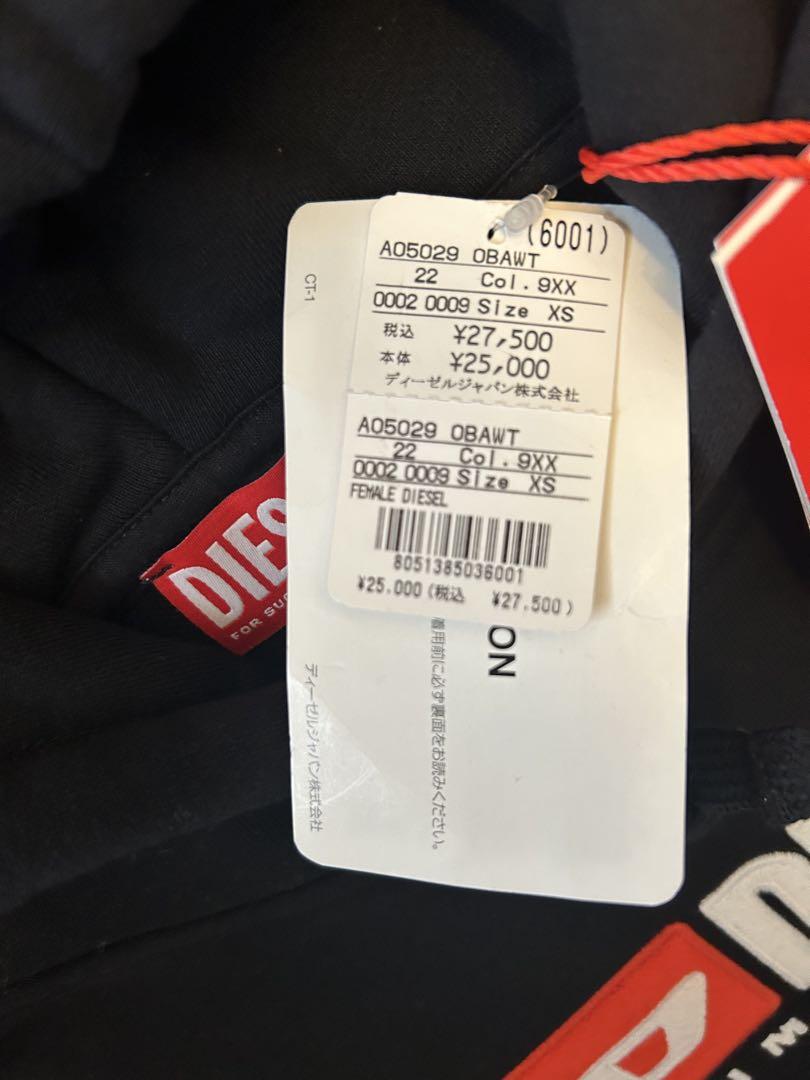 (6001)
A05029 0BAWT
22 Col.9XX
0002 0009 Size XS
税込 ¥27,500
本体 ¥25,000
ディーゼルジャパン株式会社
A05029 0BAWT
22 Col.9XX
0002 0009 Size XS
FEMALE DIESEL
8051385036001
¥25.000(税込 ¥27.500)
CT-1
ON
着用前に必ず裏面をお読みください。
ディーゼルジャパン株式会社
DIES
FOR SUC
D